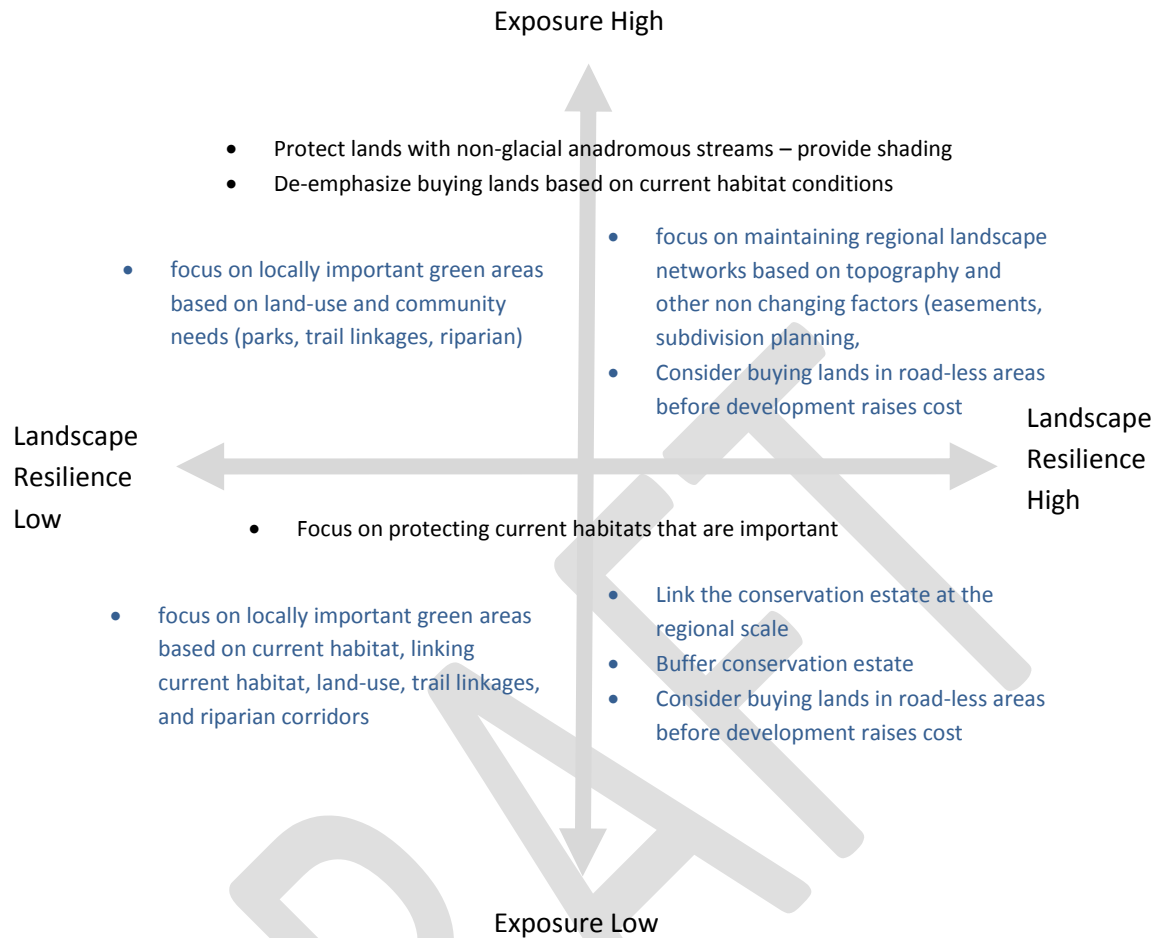 Exposure High
• Protect lands with non-glacial anadromous streams – provide shading
• De-emphasize buying lands based on current habitat conditions
• focus on locally important green areas
based on land-use and community
needs (parks, trail linkages, riparian)
• focus on maintaining regional landscape
networks based on topography and
other non changing factors (easements,
subdivision planning,
• Consider buying lands in road-less areas
before development raises cost
Landscape
Resilience
Low
Landscape
Resilience
High
• Focus on protecting current habitats that are important
• focus on locally important green areas
based on current habitat, linking
current habitat, land-use, trail linkages,
and riparian corridors
• Link the conservation estate at the
regional scale
• Buffer conservation estate
• Consider buying lands in road-less areas
before development raises cost
Exposure Low
DRAFT